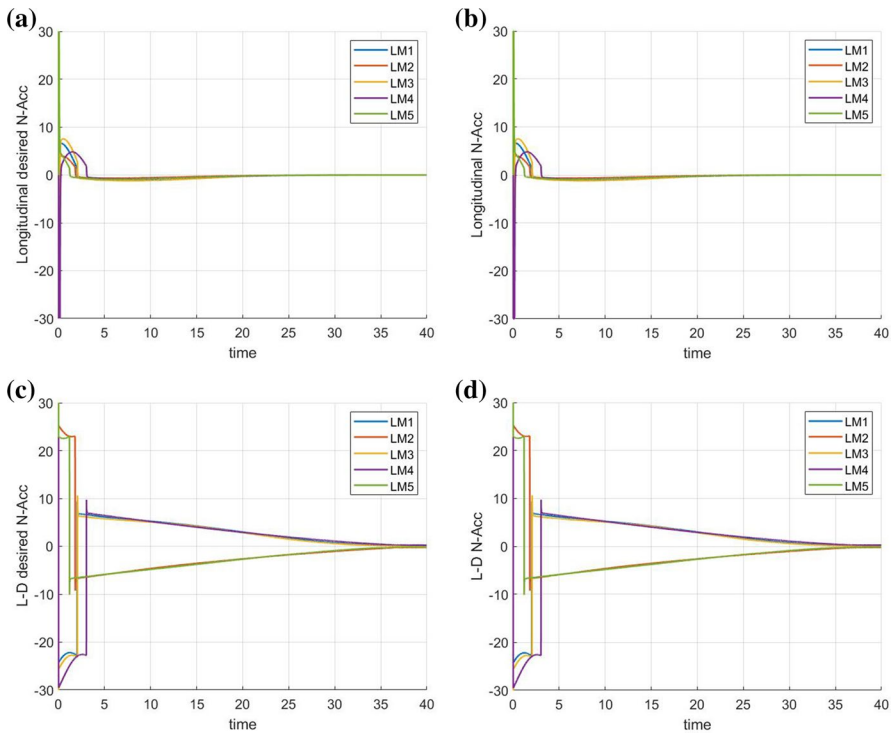 (a)
Longitudinal desired N-Acc
30
20
10
0
-10
-20
-30
0 5 10 15 20 25 30 35 40
time
LM1
LM2
LM3
LM4
LM5
(b)
Longitudinal N-Acc
30
20
10
0
-10
-20
-30
0 5 10 15 20 25 30 35 40
time
LM1
LM2
LM3
LM4
LM5
(c)
L-D desired N-Acc
30
20
10
0
-10
-20
-30
0 5 10 15 20 25 30 35 40
time
LM1
LM2
LM3
LM4
LM5
(d)
L-D N-Acc
30
20
10
0
-10
-20
-30
0 5 10 15 20 25 30 35 40
time
LM1
LM2
LM3
LM4
LM5